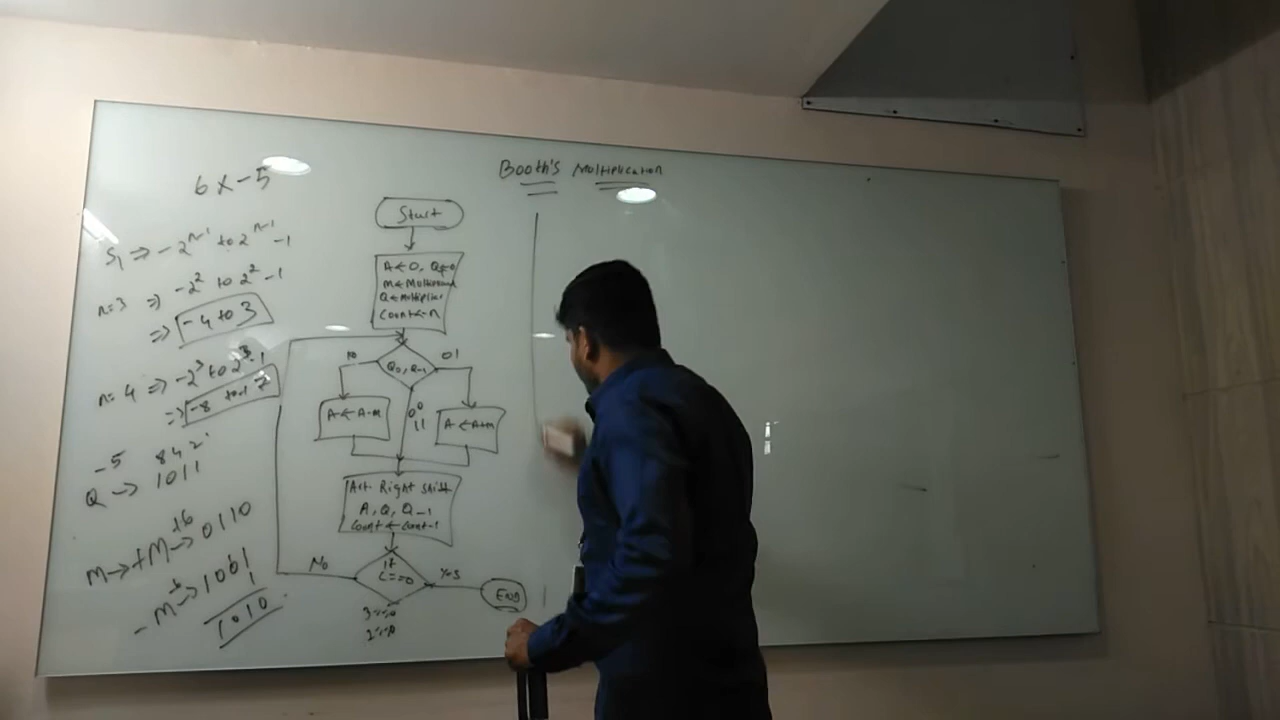 Booth's Multiplication
6 x -5
S1 => -2^n-1 to 2^n-1 -1
n=3 => -2^2 to 2^2 -1
=> -4 to 3
n=4 => -2^3 to 2^3-1
=> -8 to 7
-5 8 4 2
Q -> 1011
M -> +M -> 0110
+6
-M -> 1001
1
1010
Start
A <- 0, Q
M <- Multiplicand
Q <- Multiplier
Count <- n
Q0, Q-1
10
01
00
11
A <- A-M
A <- A+M
Right Shift
A, Q, Q-1
Count <- Count-1
if
C==0
No
Yes
END